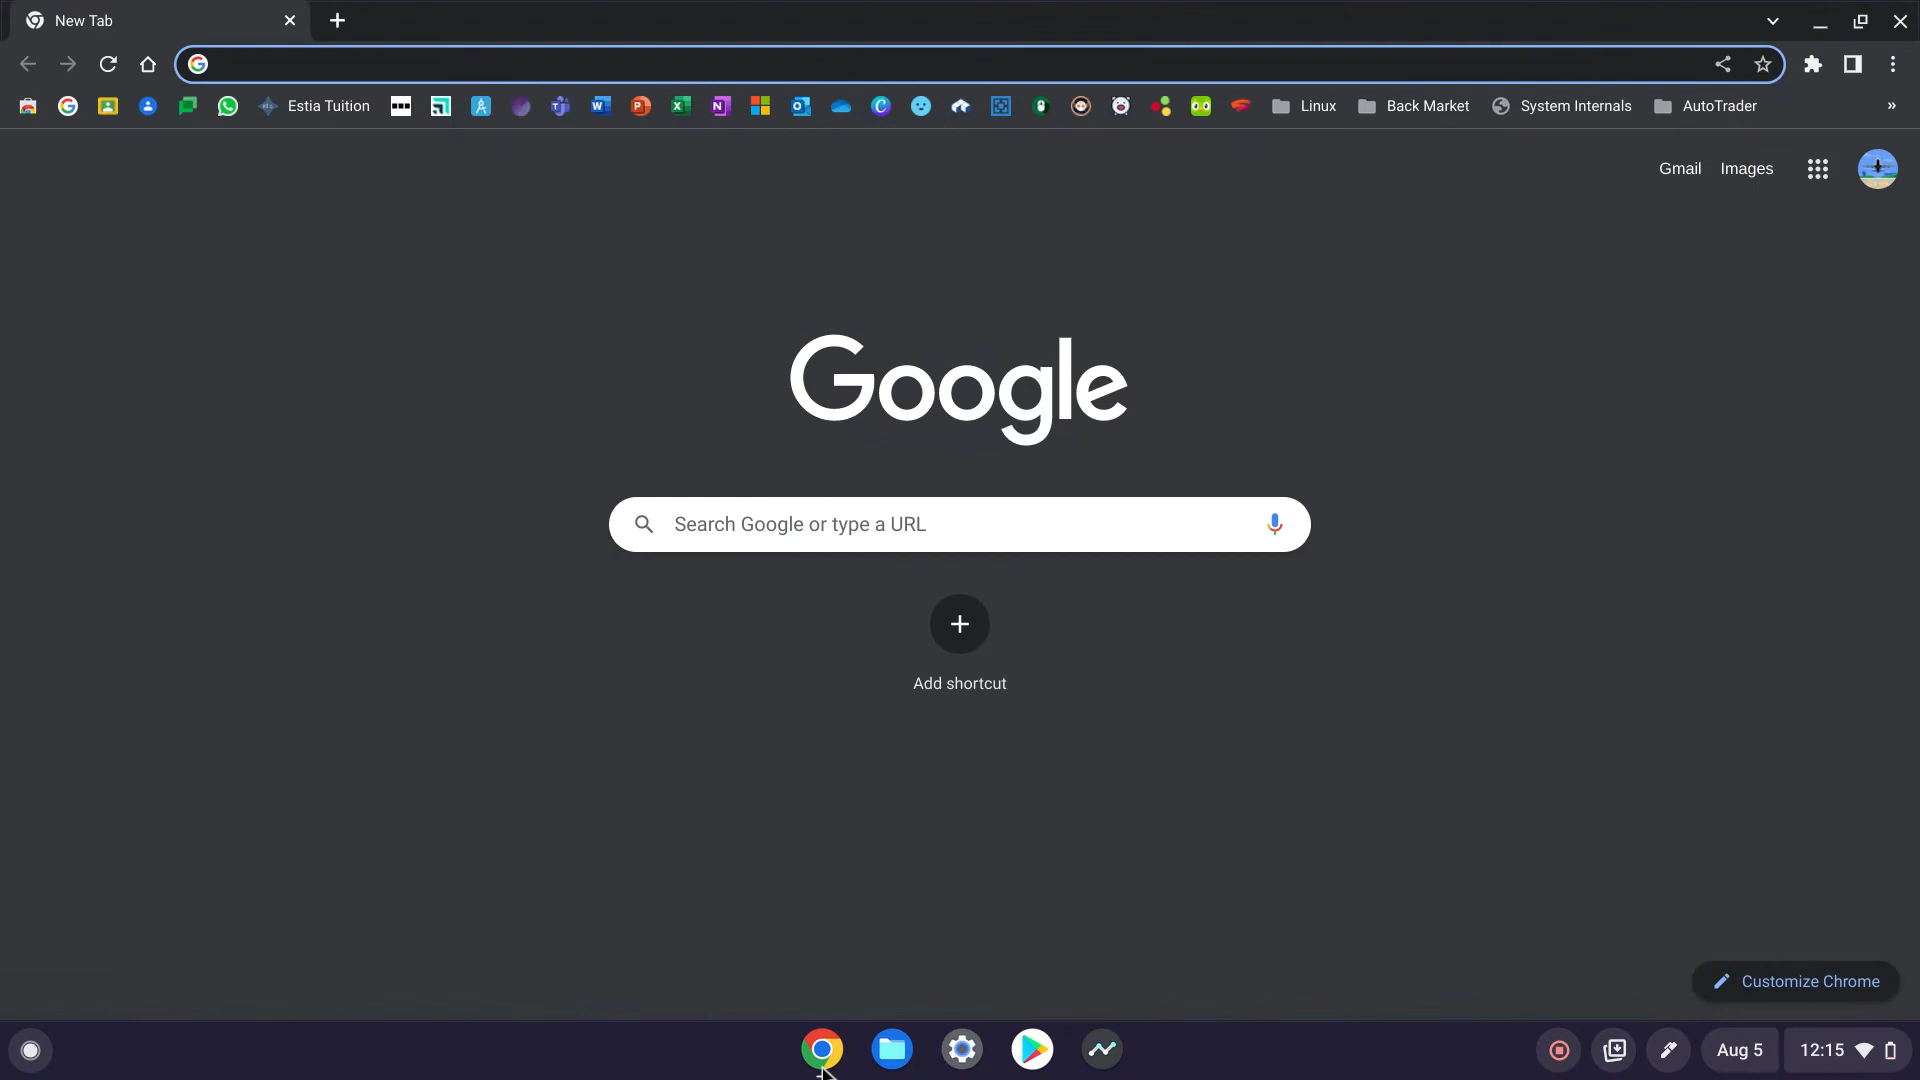 New Tab
Estia Tuition
Linux
Back Market
System Internals
AutoTrader
»
Gmail
Images
Google
Search Google or type a URL
Add shortcut
Customize Chrome
Aug 5
12:15